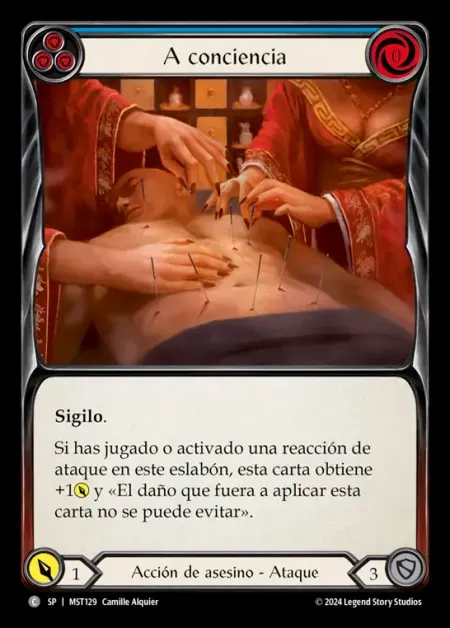 0
A conciencia
Sigilo.
Si has jugado o activado una reacción de
ataque en este eslabón, esta carta obtiene
+1 y «El daño que fuera a aplicar esta
carta no se puede evitar».
1 Acción de asesino - Ataque 3
C SP | MST129 Camille Alquier © 2024 Legend Story Studios